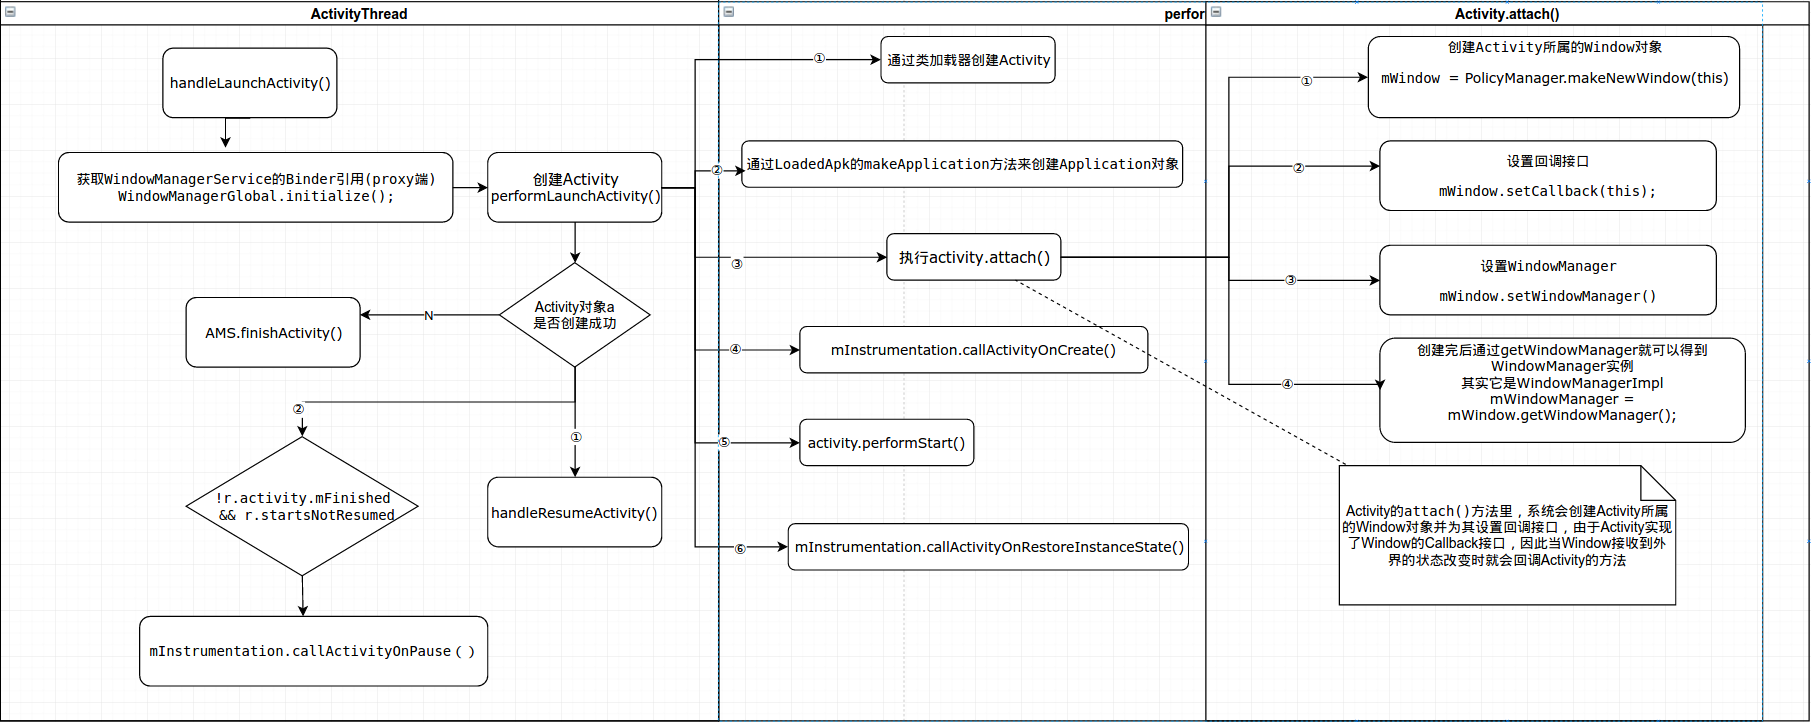 ActivityThread
handleLaunchActivity()
获取WindowManagerService的Binder引用(proxy端)
WindowManagerGlobal.initialize();
创建Activity
performLaunchActivity()
Activity对象a
是否创建成功
N
AMS.finishActivity()
②
①
!r.activity.mFinished
&& r.startsNotResumed
handleResumeActivity()
mInstrumentation.callActivityOnPause（）
perfor
①
通过类加载器创建Activity
②
通过LoadedApk的makeApplication方法来创建Application对象
③
执行activity.attach()
④
mInstrumentation.callActivityOnCreate()
⑤
activity.performStart()
⑥
mInstrumentation.callActivityOnRestoreInstanceState()
Activity.attach()
①
创建Activity所属的Window对象
mWindow = PolicyManager.makeNewWindow(this)
②
设置回调接口
mWindow.setCallback(this);
③
设置WindowManager
mWindow.setWindowManager()
④
创建完后通过getWindowManager就可以得到
WindowManager实例
其实它是WindowManagerImpl
mWindowManager =
mWindow.getWindowManager();
Activity的attach()方法里，系统会创建Activity所属
的Window对象并为其设置回调接口，由于Activity实现
了Window的Callback接口，因此当Window接收到外
界的状态改变时就会回调Activity的方法